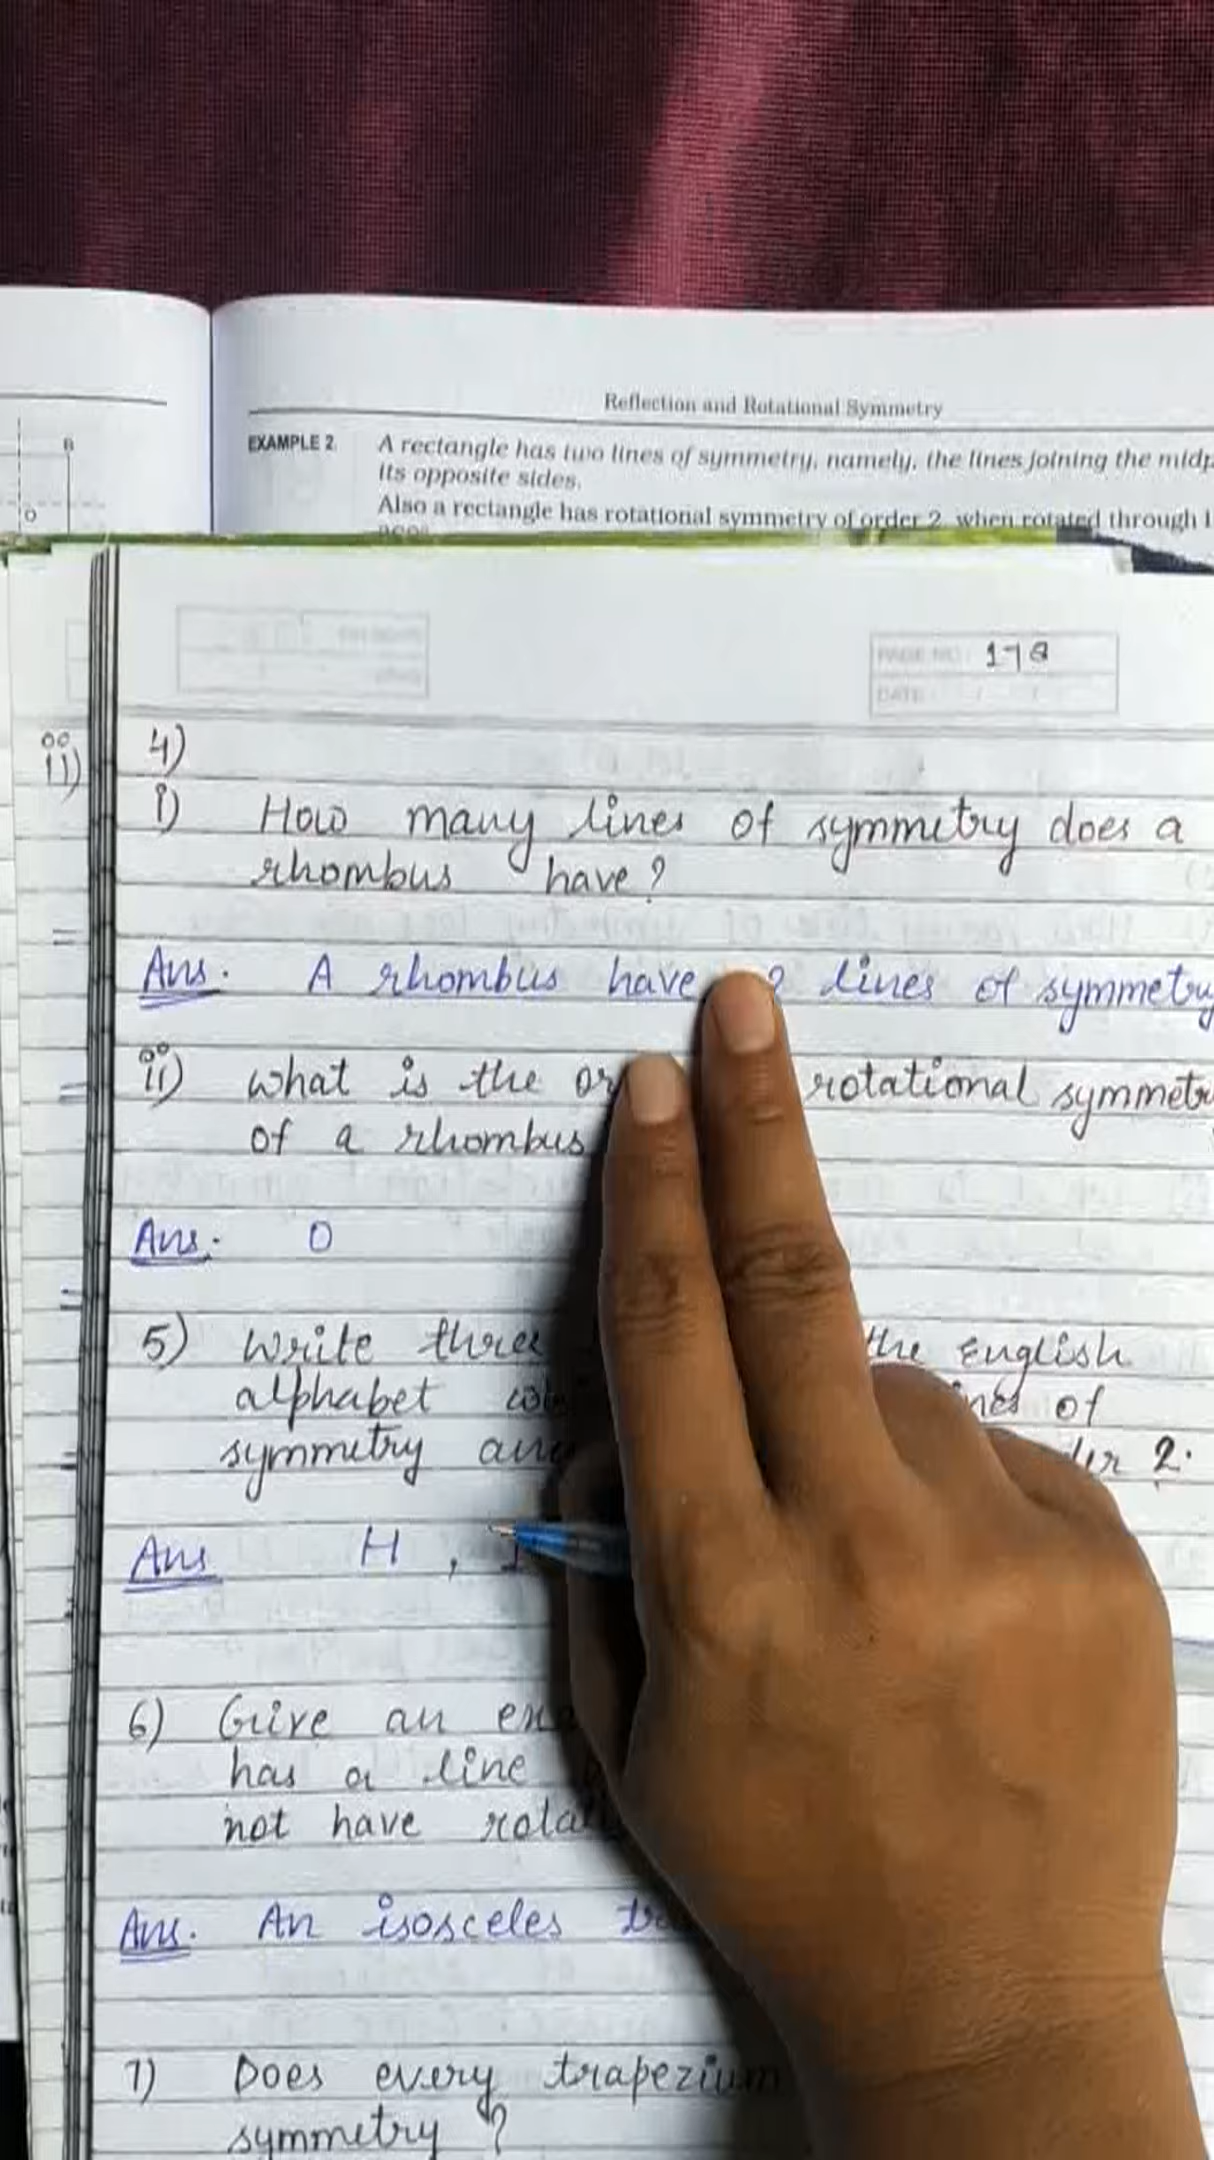 Reflection and Rotational Symmetry
B
EXAMPLE 2. A rectangle has two lines of symmetry, namely, the lines joining the
its opposite sides.
O
Also a rectangle has rotational symmetry of order 2, when rotated through
PAGE NO.: 178
DATE: / /
ii) 4)
i) How many lines of symmetry does a
rhombus have?
Ans. A rhombus have 2 lines of symmetry
ii) what is the rotational symmetry
of a rhombus
Ans. 0
5) Write three the English
alphabet of
symmetry 2.
Ans H , I
6) Give an
has a line
not have
Ans. An isosceles
7) Does every trapezium
symmetry ?